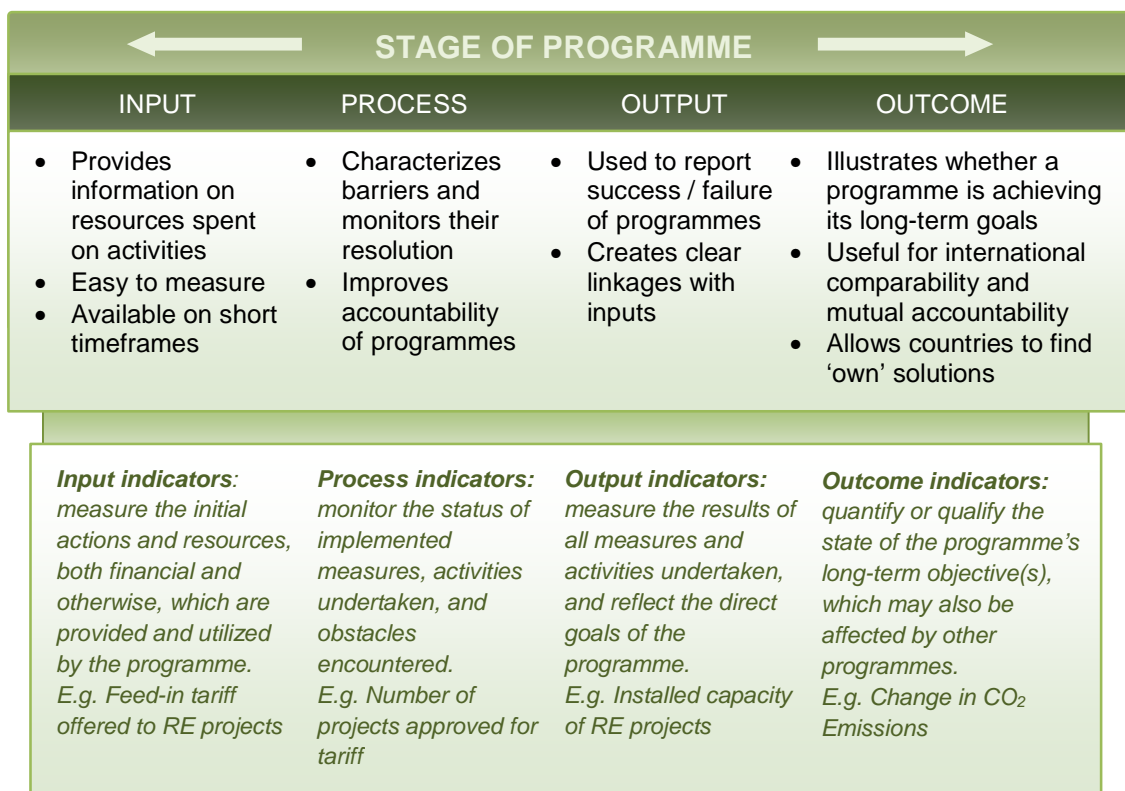 STAGE OF PROGRAMME
INPUT
PROCESS
OUTPUT
OUTCOME
• Provides
information on
resources spent
on activities
• Easy to measure
• Available on short
timeframes
• Characterizes
barriers and
monitors their
resolution
• Improves
accountability
of programmes
• Used to report
success / failure
of programmes
• Creates clear
linkages with
inputs
• Illustrates whether a
programme is achieving
its long-term goals
• Useful for international
comparability and
mutual accountability
• Allows countries to find
‘own’ solutions
Input indicators:
measure the initial
actions and resources,
both financial and
otherwise, which are
provided and utilized
by the programme.
E.g. Feed-in tariff
offered to RE projects
Process indicators:
monitor the status of
implemented
measures, activities
undertaken, and
obstacles
encountered.
E.g. Number of
projects approved for
tariff
Output indicators:
measure the results of
all measures and
activities undertaken,
and reflect the direct
goals of the
programme.
E.g. Installed capacity
of RE projects
Outcome indicators:
quantify or qualify the
state of the programme’s
long-term objective(s),
which may also be
affected by other
programmes.
E.g. Change in CO₂
Emissions